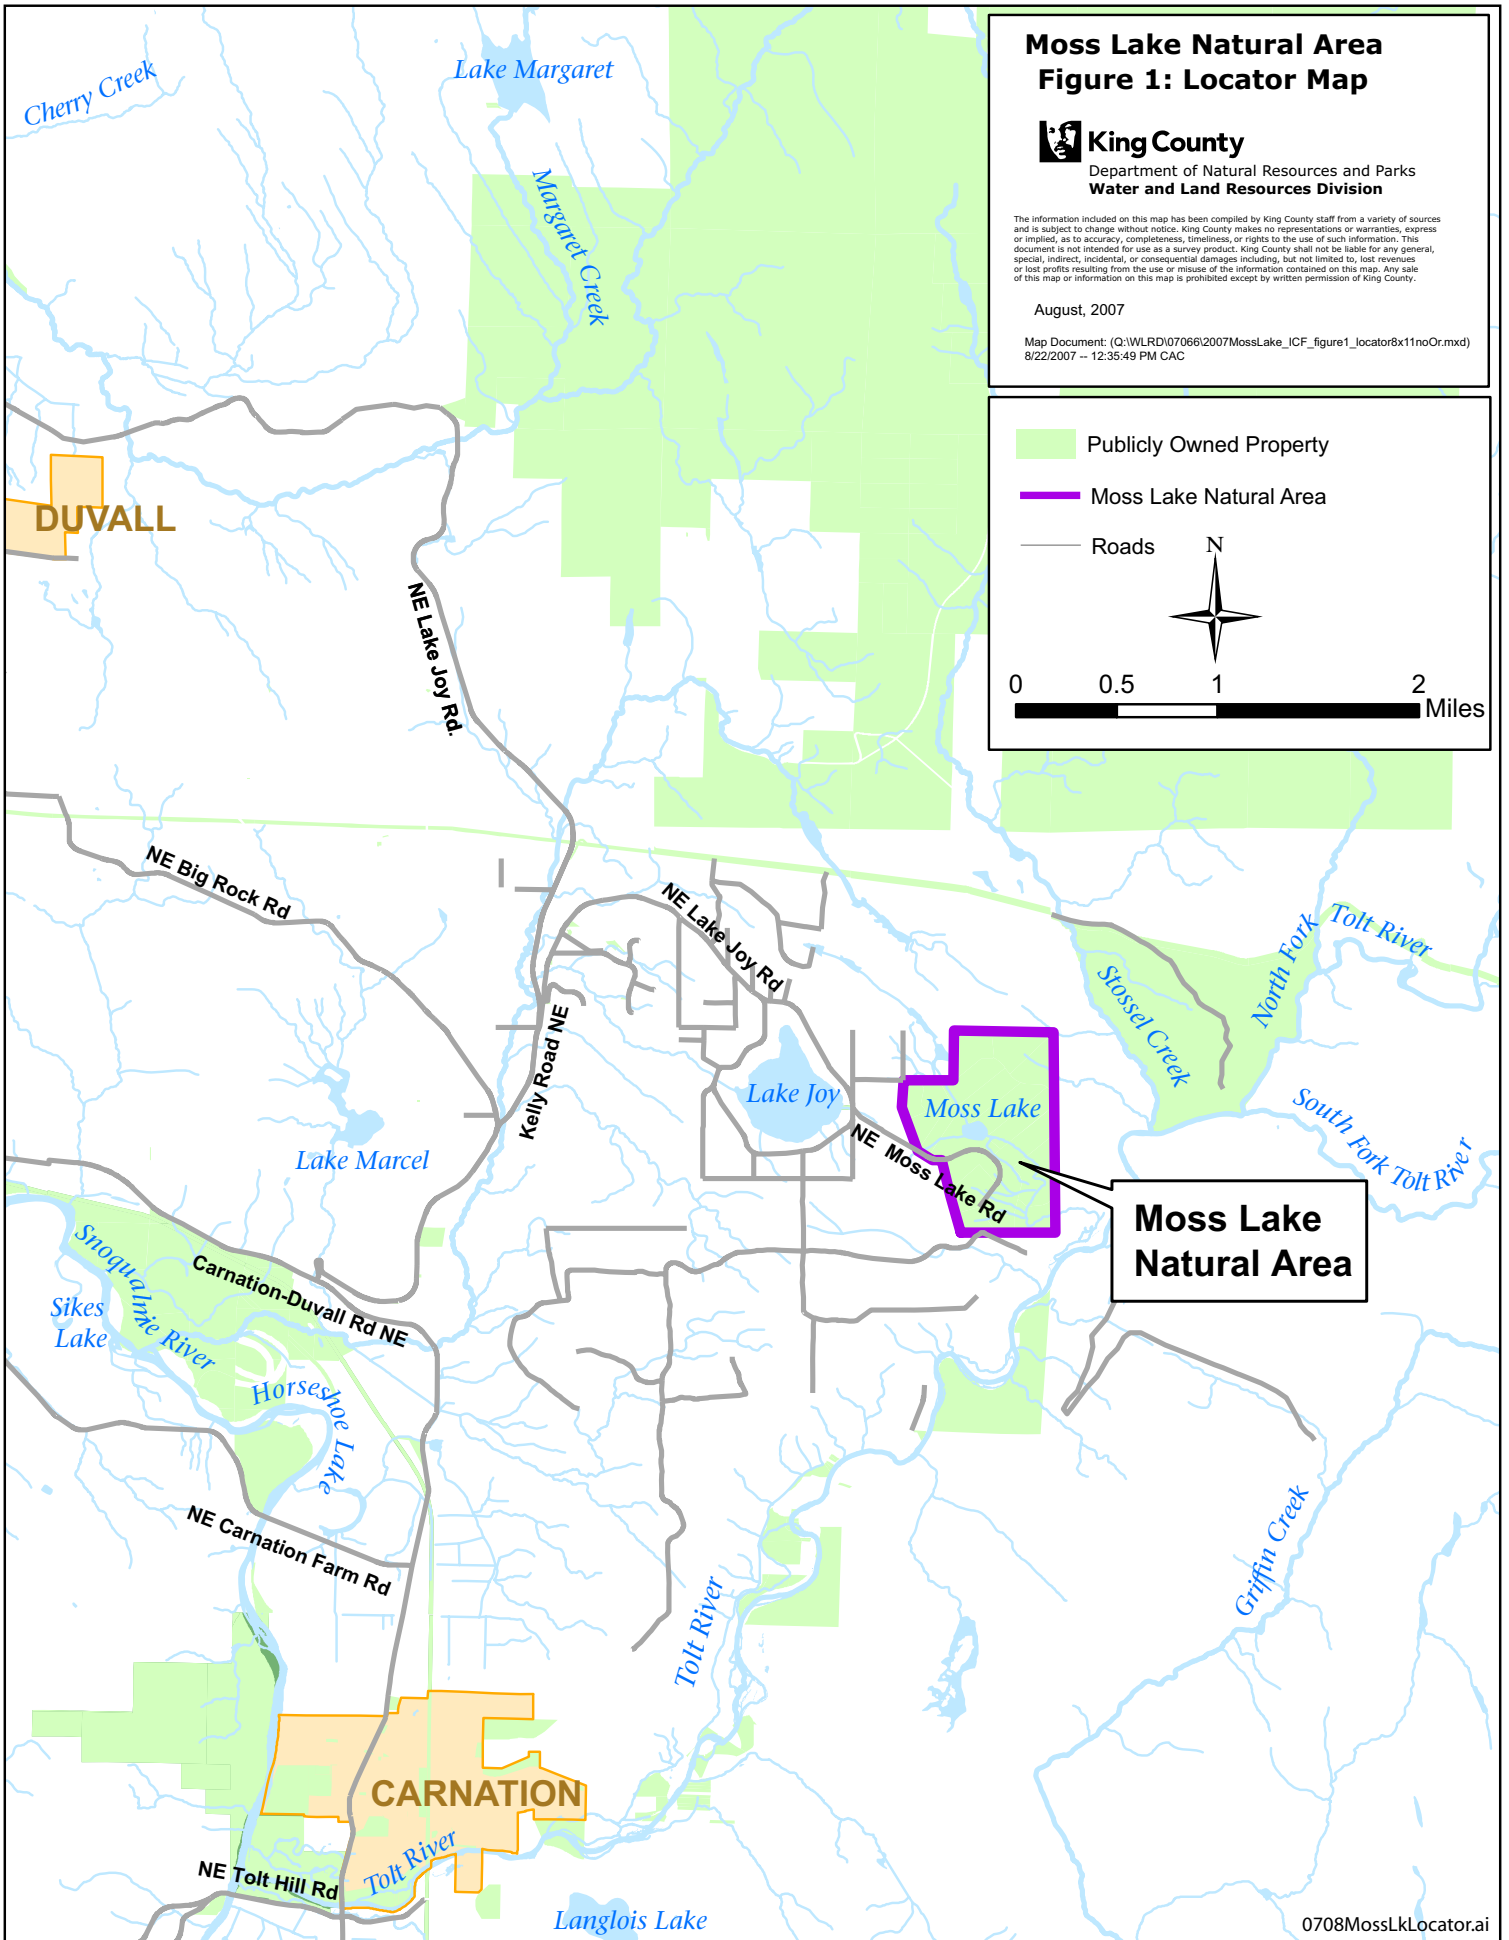 Moss Lake Natural Area
Figure 1: Locator Map
King County
Department of Natural Resources and Parks
Water and Land Resources Division
The information included on this map has been compiled by King County staff from a variety of sources
and is subject to change without notice. King County makes no representations or warranties, express
or implied, as to accuracy, completeness, timeliness, or rights to the use of such information. This
document is not intended for use as a survey product. King County shall not be liable for any general,
special, indirect, incidental, or consequential damages including, but not limited to, lost revenues
or lost profits resulting from the use or misuse of the information contained on this map. Any sale
of this map or information on this map is prohibited except by written permission of King County.
August, 2007
Map Document: (Q:\WLRD\07066\2007MossLake_ICF_figure1_locator8x11noOr.mxd)
8/22/2007 -- 12:35:49 PM CAC
Publicly Owned Property
Moss Lake Natural Area
Roads
N
0 0.5 1 2
Miles
Cherry Creek
Lake Margaret
Margaret Creek
DUVALL
NE Lake Joy Rd.
NE Big Rock Rd
NE Lake Joy Rd
Tolt River
North Fork
Stossel Creek
Kelly Road NE
Lake Joy
Moss Lake
South Fork Tolt River
NE Moss Lake Rd
Lake Marcel
Moss Lake
Natural Area
Snoqualmie River
Carnation-Duvall Rd NE
Sikes
Lake
Horseshoe Lake
NE Carnation Farm Rd
Griffin Creek
Tolt River
CARNATION
Tolt River
NE Tolt Hill Rd
Langlois Lake
0708MossLkLocator.ai